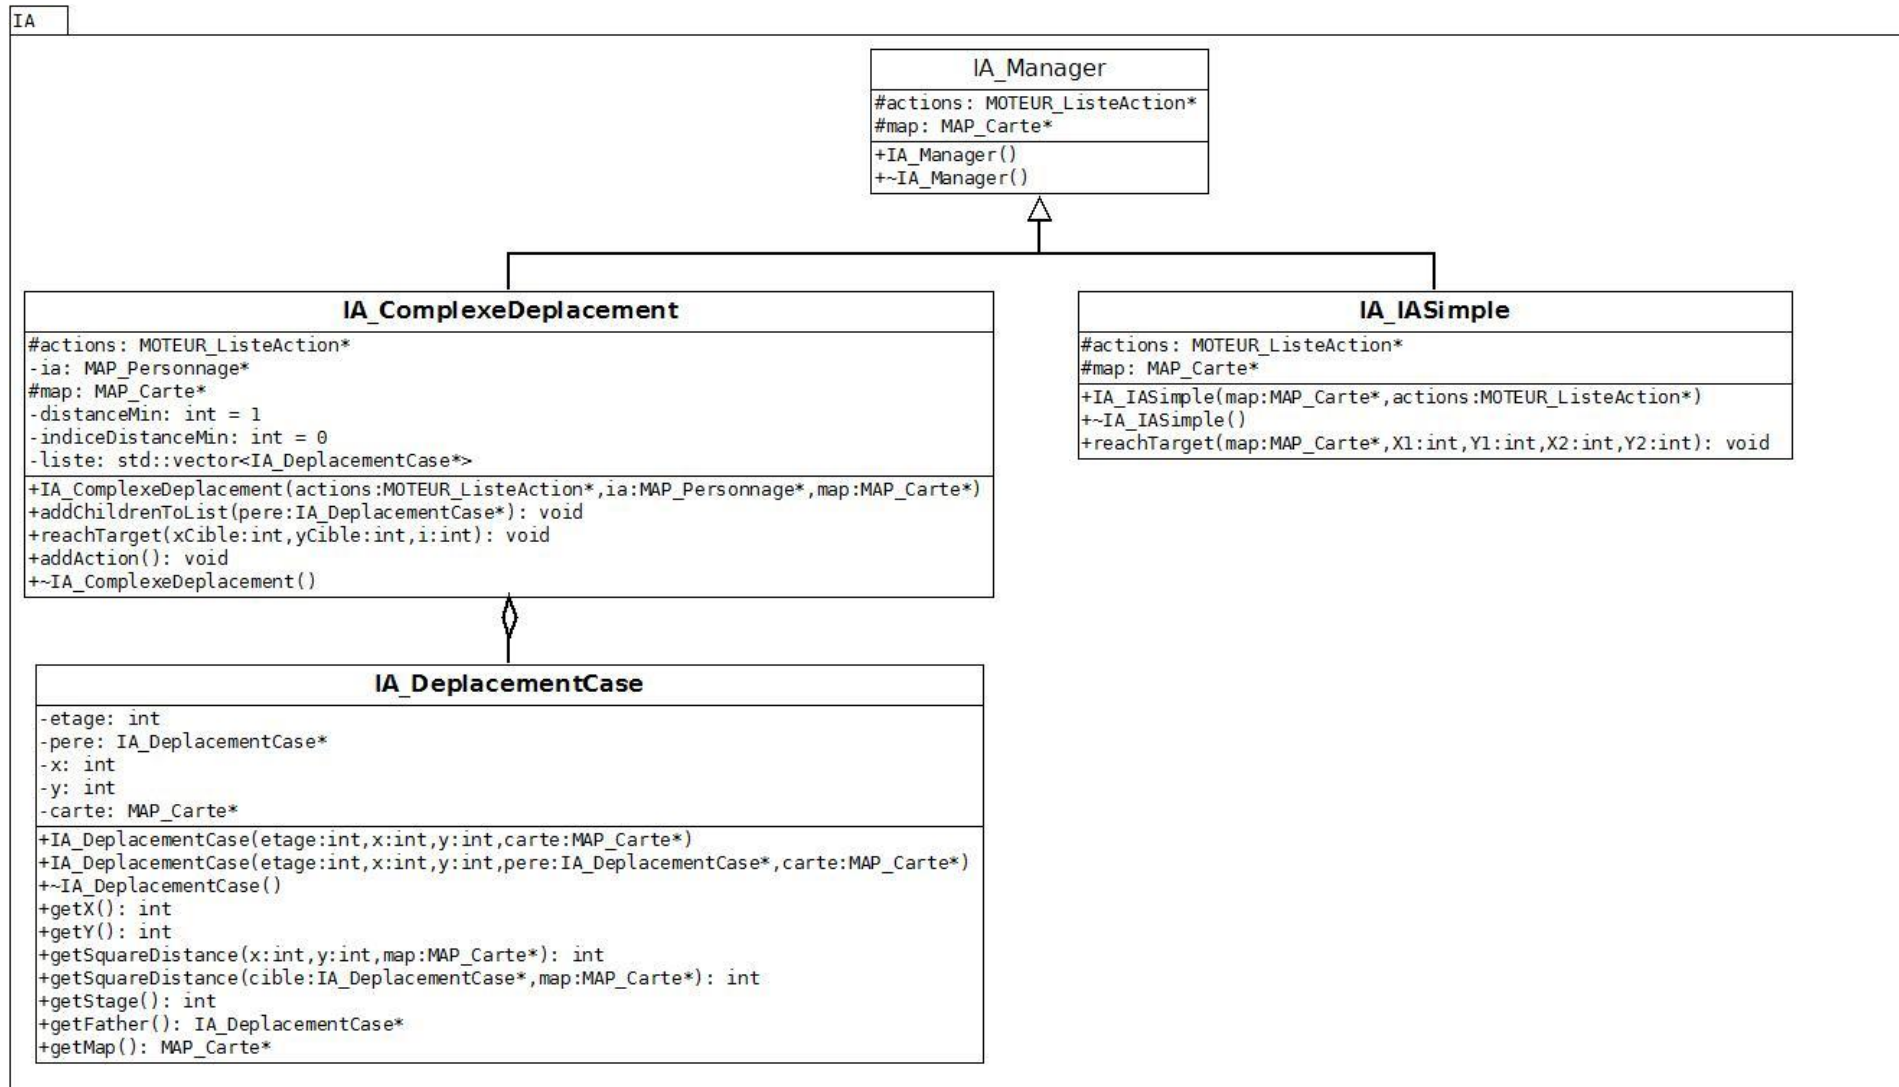 IA
IA_Manager
#actions: MOTEUR_ListeAction*
#map: MAP_Carte*
+IA_Manager()
+~IA_Manager()
IA_ComplexeDeplacement
#actions: MOTEUR_ListeAction*
-ia: MAP_Personnage*
#map: MAP_Carte*
-distanceMin: int = 1
-indiceDistanceMin: int = 0
-liste: std::vector<IA_DeplacementCase*>
+IA_ComplexeDeplacement(actions:MOTEUR_ListeAction*,ia:MAP_Personnage*,map:MAP_Carte*)
+addChildrenToList(pere:IA_DeplacementCase*): void
+reachTarget(xCible:int,yCible:int,i:int): void
+addAction(): void
+~IA_ComplexeDeplacement()
IA_IASimple
#actions: MOTEUR_ListeAction*
#map: MAP_Carte*
+IA_IASimple(map:MAP_Carte*,actions:MOTEUR_ListeAction*)
+~IA_IASimple()
+reachTarget(map:MAP_Carte*,X1:int,Y1:int,X2:int,Y2:int): void
IA_DeplacementCase
-etage: int
-pere: IA_DeplacementCase*
-x: int
-y: int
-carte: MAP_Carte*
+IA_DeplacementCase(etage:int,x:int,y:int,carte:MAP_Carte*)
+IA_DeplacementCase(etage:int,x:int,y:int,pere:IA_DeplacementCase*,carte:MAP_Carte*)
+~IA_DeplacementCase()
+getX(): int
+getY(): int
+getSquareDistance(x:int,y:int,map:MAP_Carte*): int
+getSquareDistance(cible:IA_DeplacementCase*,map:MAP_Carte*): int
+getStage(): int
+getFather(): IA_DeplacementCase*
+getMap(): MAP_Carte*